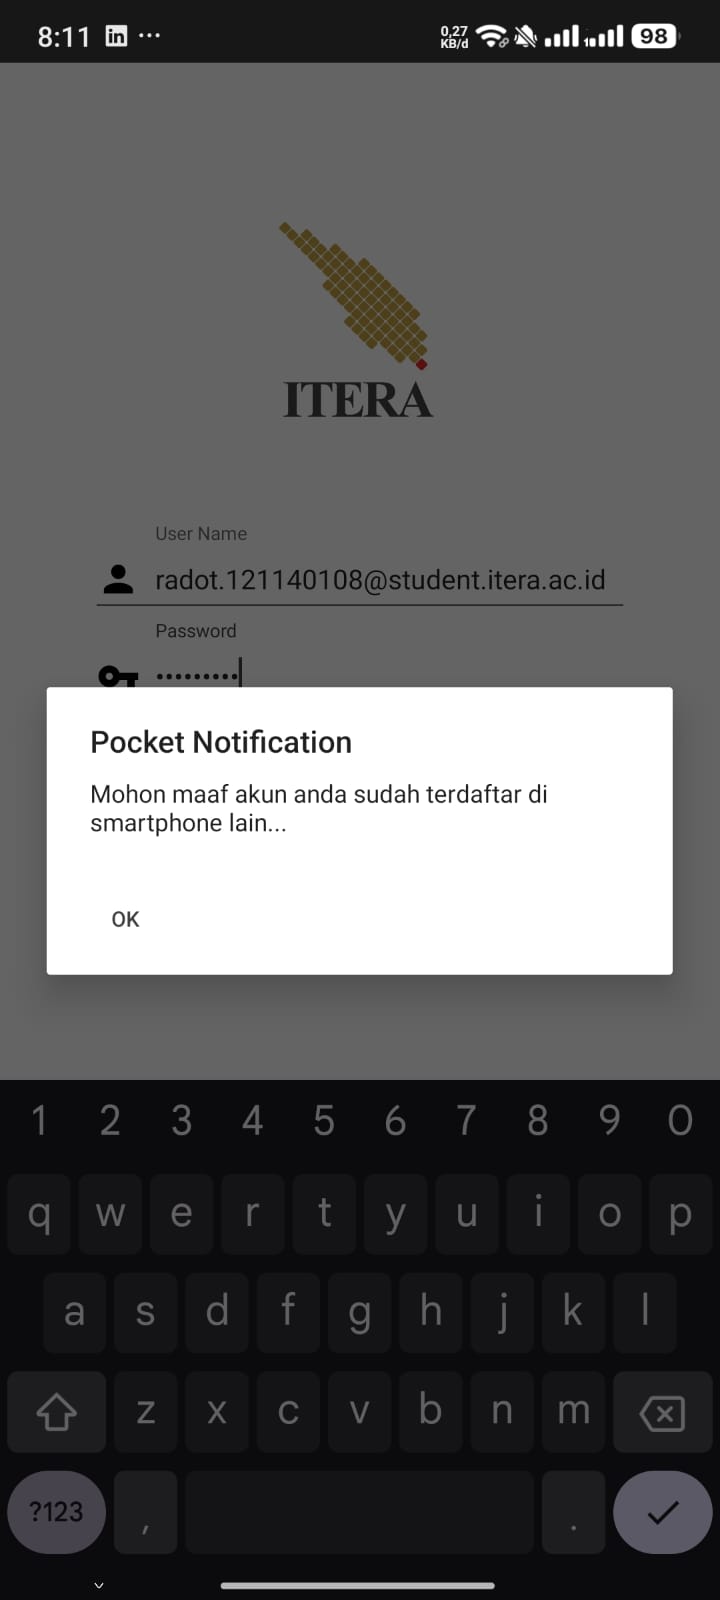 8:11 in ...
0,27
KB/d
98
ITERA
User Name
radot.121140108@student.itera.ac.id
Password
•••••••••
Pocket Notification
Mohon maaf akun anda sudah terdaftar di
smartphone lain...
OK
1 2 3 4 5 6 7 8 9 0
q w e r t y u i o p
a s d f g h j k l
z x c v b n m
?123 , .